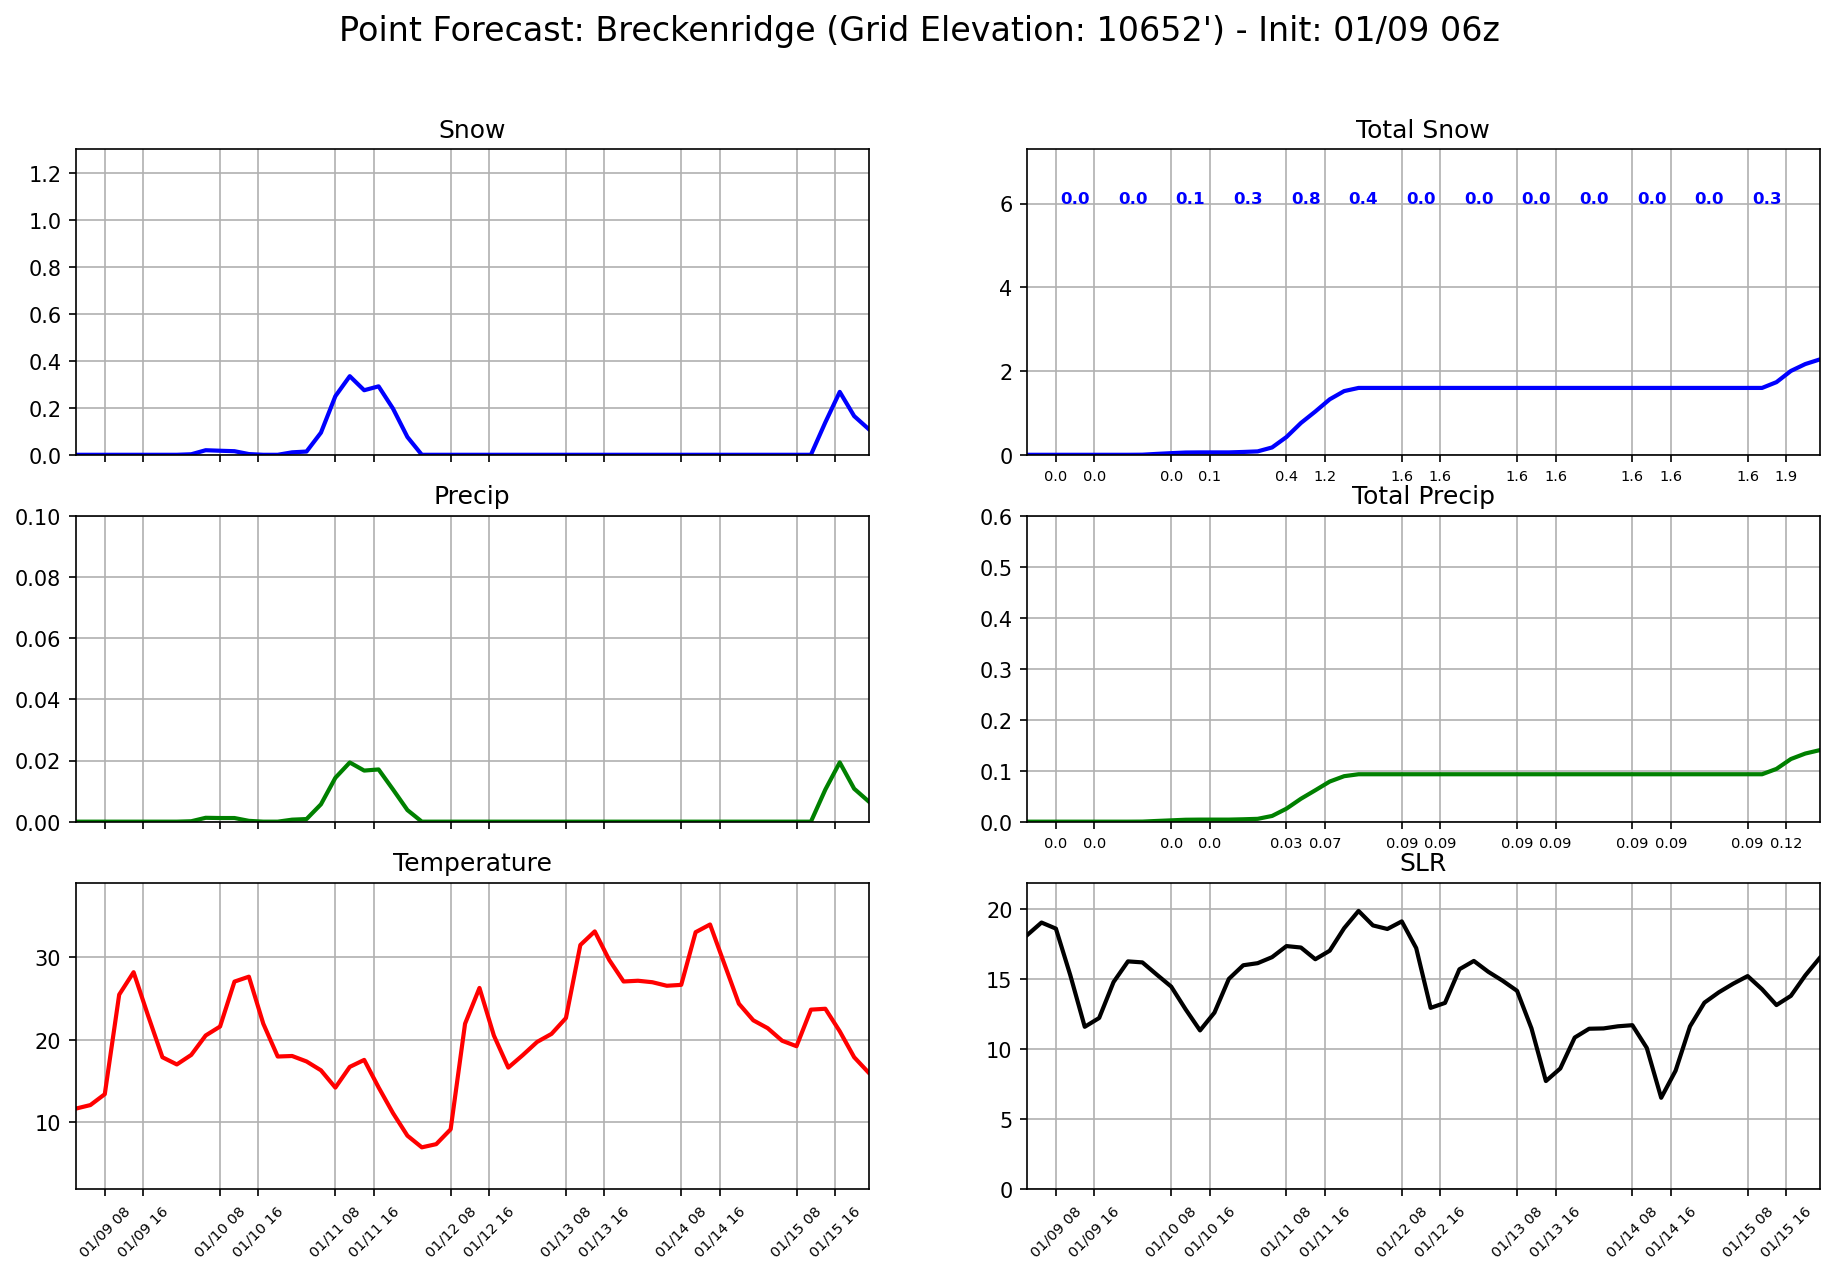 Point Forecast: Breckenridge (Grid Elevation: 10652') - Init: 01/09 06z
Snow
1.2
1.0
0.8
0.6
0.4
0.2
0.0
Total Snow
0.0 0.0 0.1 0.3 0.8 0.4 0.0 0.0 0.0 0.0 0.0 0.0 0.3
6
4
2
0
0.0 0.0 0.0 0.1 0.4 1.2 1.6 1.6 1.6 1.6 1.6 1.6 1.6 1.9
Precip
0.10
0.08
0.06
0.04
0.02
0.00
Total Precip
0.6
0.5
0.4
0.3
0.2
0.1
0.0
0.0 0.0 0.0 0.0 0.03 0.07 0.09 0.09 0.09 0.09 0.09 0.09 0.09 0.12
Temperature
30
20
10
01/09 08 01/09 16 01/10 08 01/10 16 01/11 08 01/11 16 01/12 08 01/12 16 01/13 08 01/13 16 01/14 08 01/14 16 01/15 08 01/15 16
SLR
20
15
10
5
0
01/09 08 01/09 16 01/10 08 01/10 16 01/11 08 01/11 16 01/12 08 01/12 16 01/13 08 01/13 16 01/14 08 01/14 16 01/15 08 01/15 16